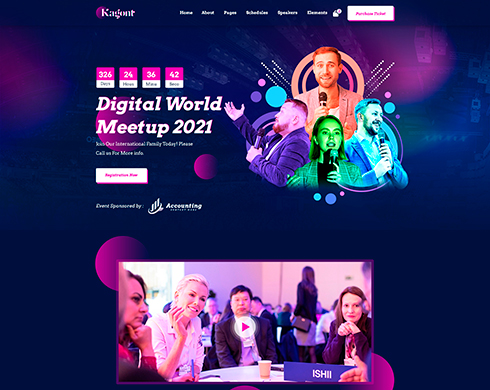 Kagont
Home About Pages Schedules Speakers Elements 0 Purchase Ticket
326 24 36 42
Days Hours Mins Secs
Digital World
Meetup 2021
Join Our International Family Today! Please
Call us For More info.
Registration Now
Event Sponsored by : Accounting
ISHII